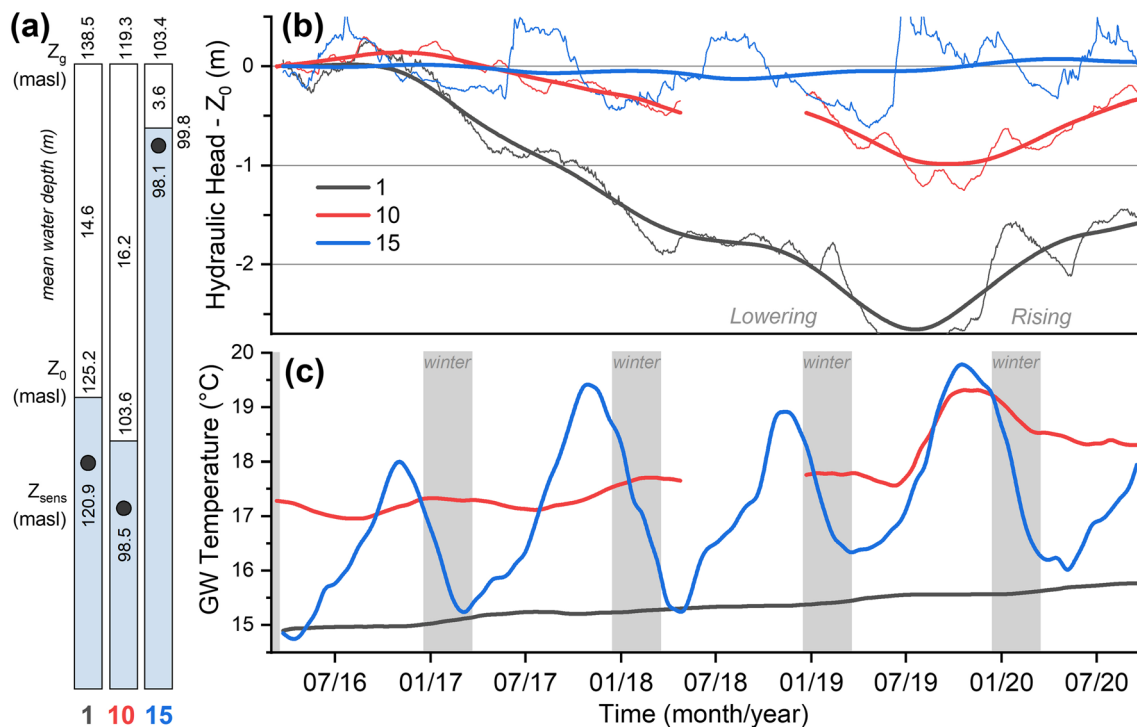 (a)
Zg
(masl)
138.5
119.3
103.4
mean water depth (m)
14.6
16.2
3.6
99.8
98.1
Z0
(masl)
125.2
103.6
Zsens
(masl)
120.9
98.5
1 10 15
(b)
Hydraulic Head - Z0 (m)
0
-1
-2
1
10
15
Lowering
Rising
(c)
GW Temperature (°C)
20
19
18
17
16
15
winter
winter
winter
winter
07/16 01/17 07/17 01/18 07/18 01/19 07/19 01/20 07/20
Time (month/year)